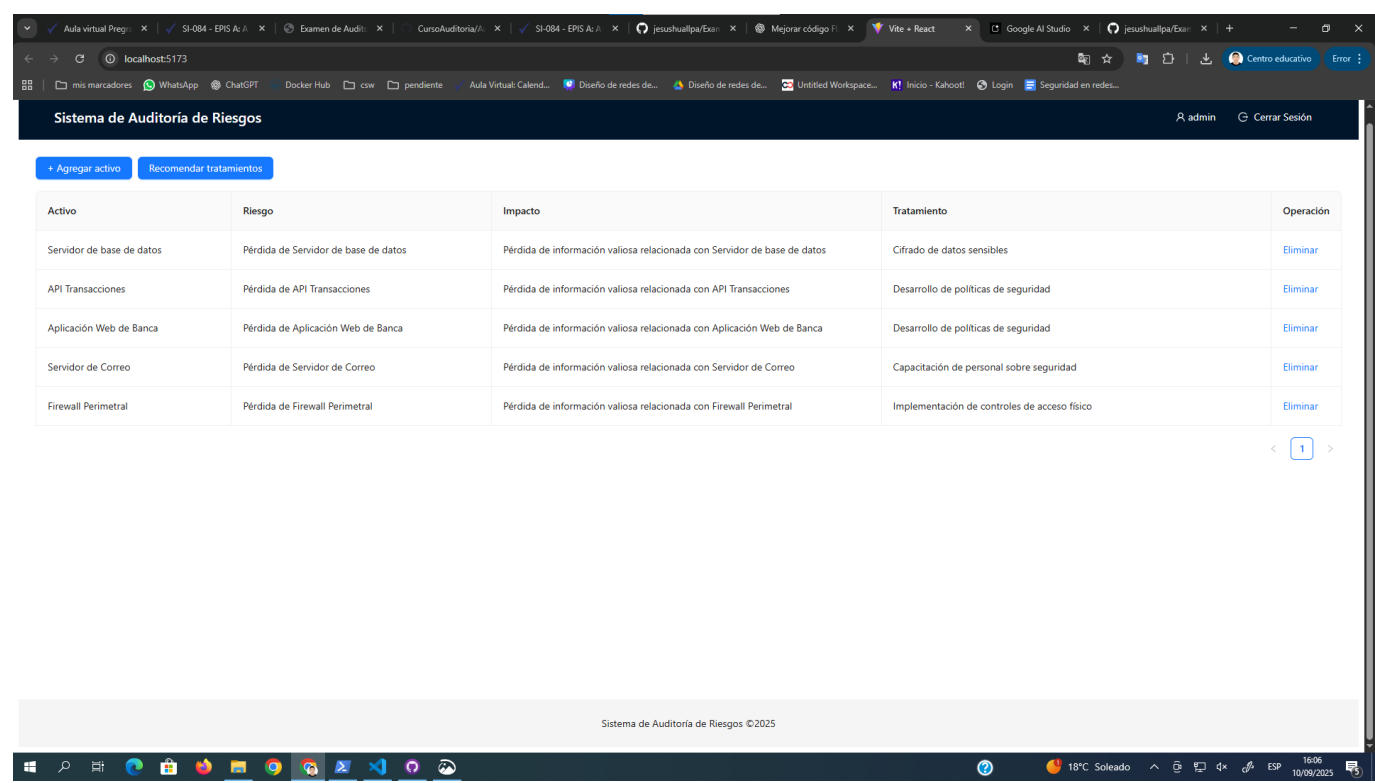 Aula virtual Pregr
SI-084 - EPIS A: A
Examen de Audito
CursoAuditoria/Au
SI-084 - EPIS A: A
jesushuallpa/Exan
Mejorar código Fl
Vite + React
Google AI Studio
jesushuallpa/Exan
localhost:5173
Centro educativo
Error
mis marcadores
WhatsApp
ChatGPT
Docker Hub
csw
pendiente
Aula Virtual: Calend...
Diseño de redes de...
Diseño de redes de...
Untitled Workspace...
K! Inicio - Kahoot!
Login
Seguridad en redes...
Sistema de Auditoría de Riesgos
admin
Cerrar Sesión
+ Agregar activo
Recomendar tratamientos
Activo Riesgo Impacto Tratamiento Operación
Servidor de base de datos Pérdida de Servidor de base de datos Pérdida de información valiosa relacionada con Servidor de base de datos Cifrado de datos sensibles Eliminar
API Transacciones Pérdida de API Transacciones Pérdida de información valiosa relacionada con API Transacciones Desarrollo de políticas de seguridad Eliminar
Aplicación Web de Banca Pérdida de Aplicación Web de Banca Pérdida de información valiosa relacionada con Aplicación Web de Banca Desarrollo de políticas de seguridad Eliminar
Servidor de Correo Pérdida de Servidor de Correo Pérdida de información valiosa relacionada con Servidor de Correo Capacitación de personal sobre seguridad Eliminar
Firewall Perimetral Pérdida de Firewall Perimetral Pérdida de información valiosa relacionada con Firewall Perimetral Implementación de controles de acceso físico Eliminar
< 1 >
Sistema de Auditoría de Riesgos ©2025
18°C Soleado
ESP
16:06
10/09/2025
5